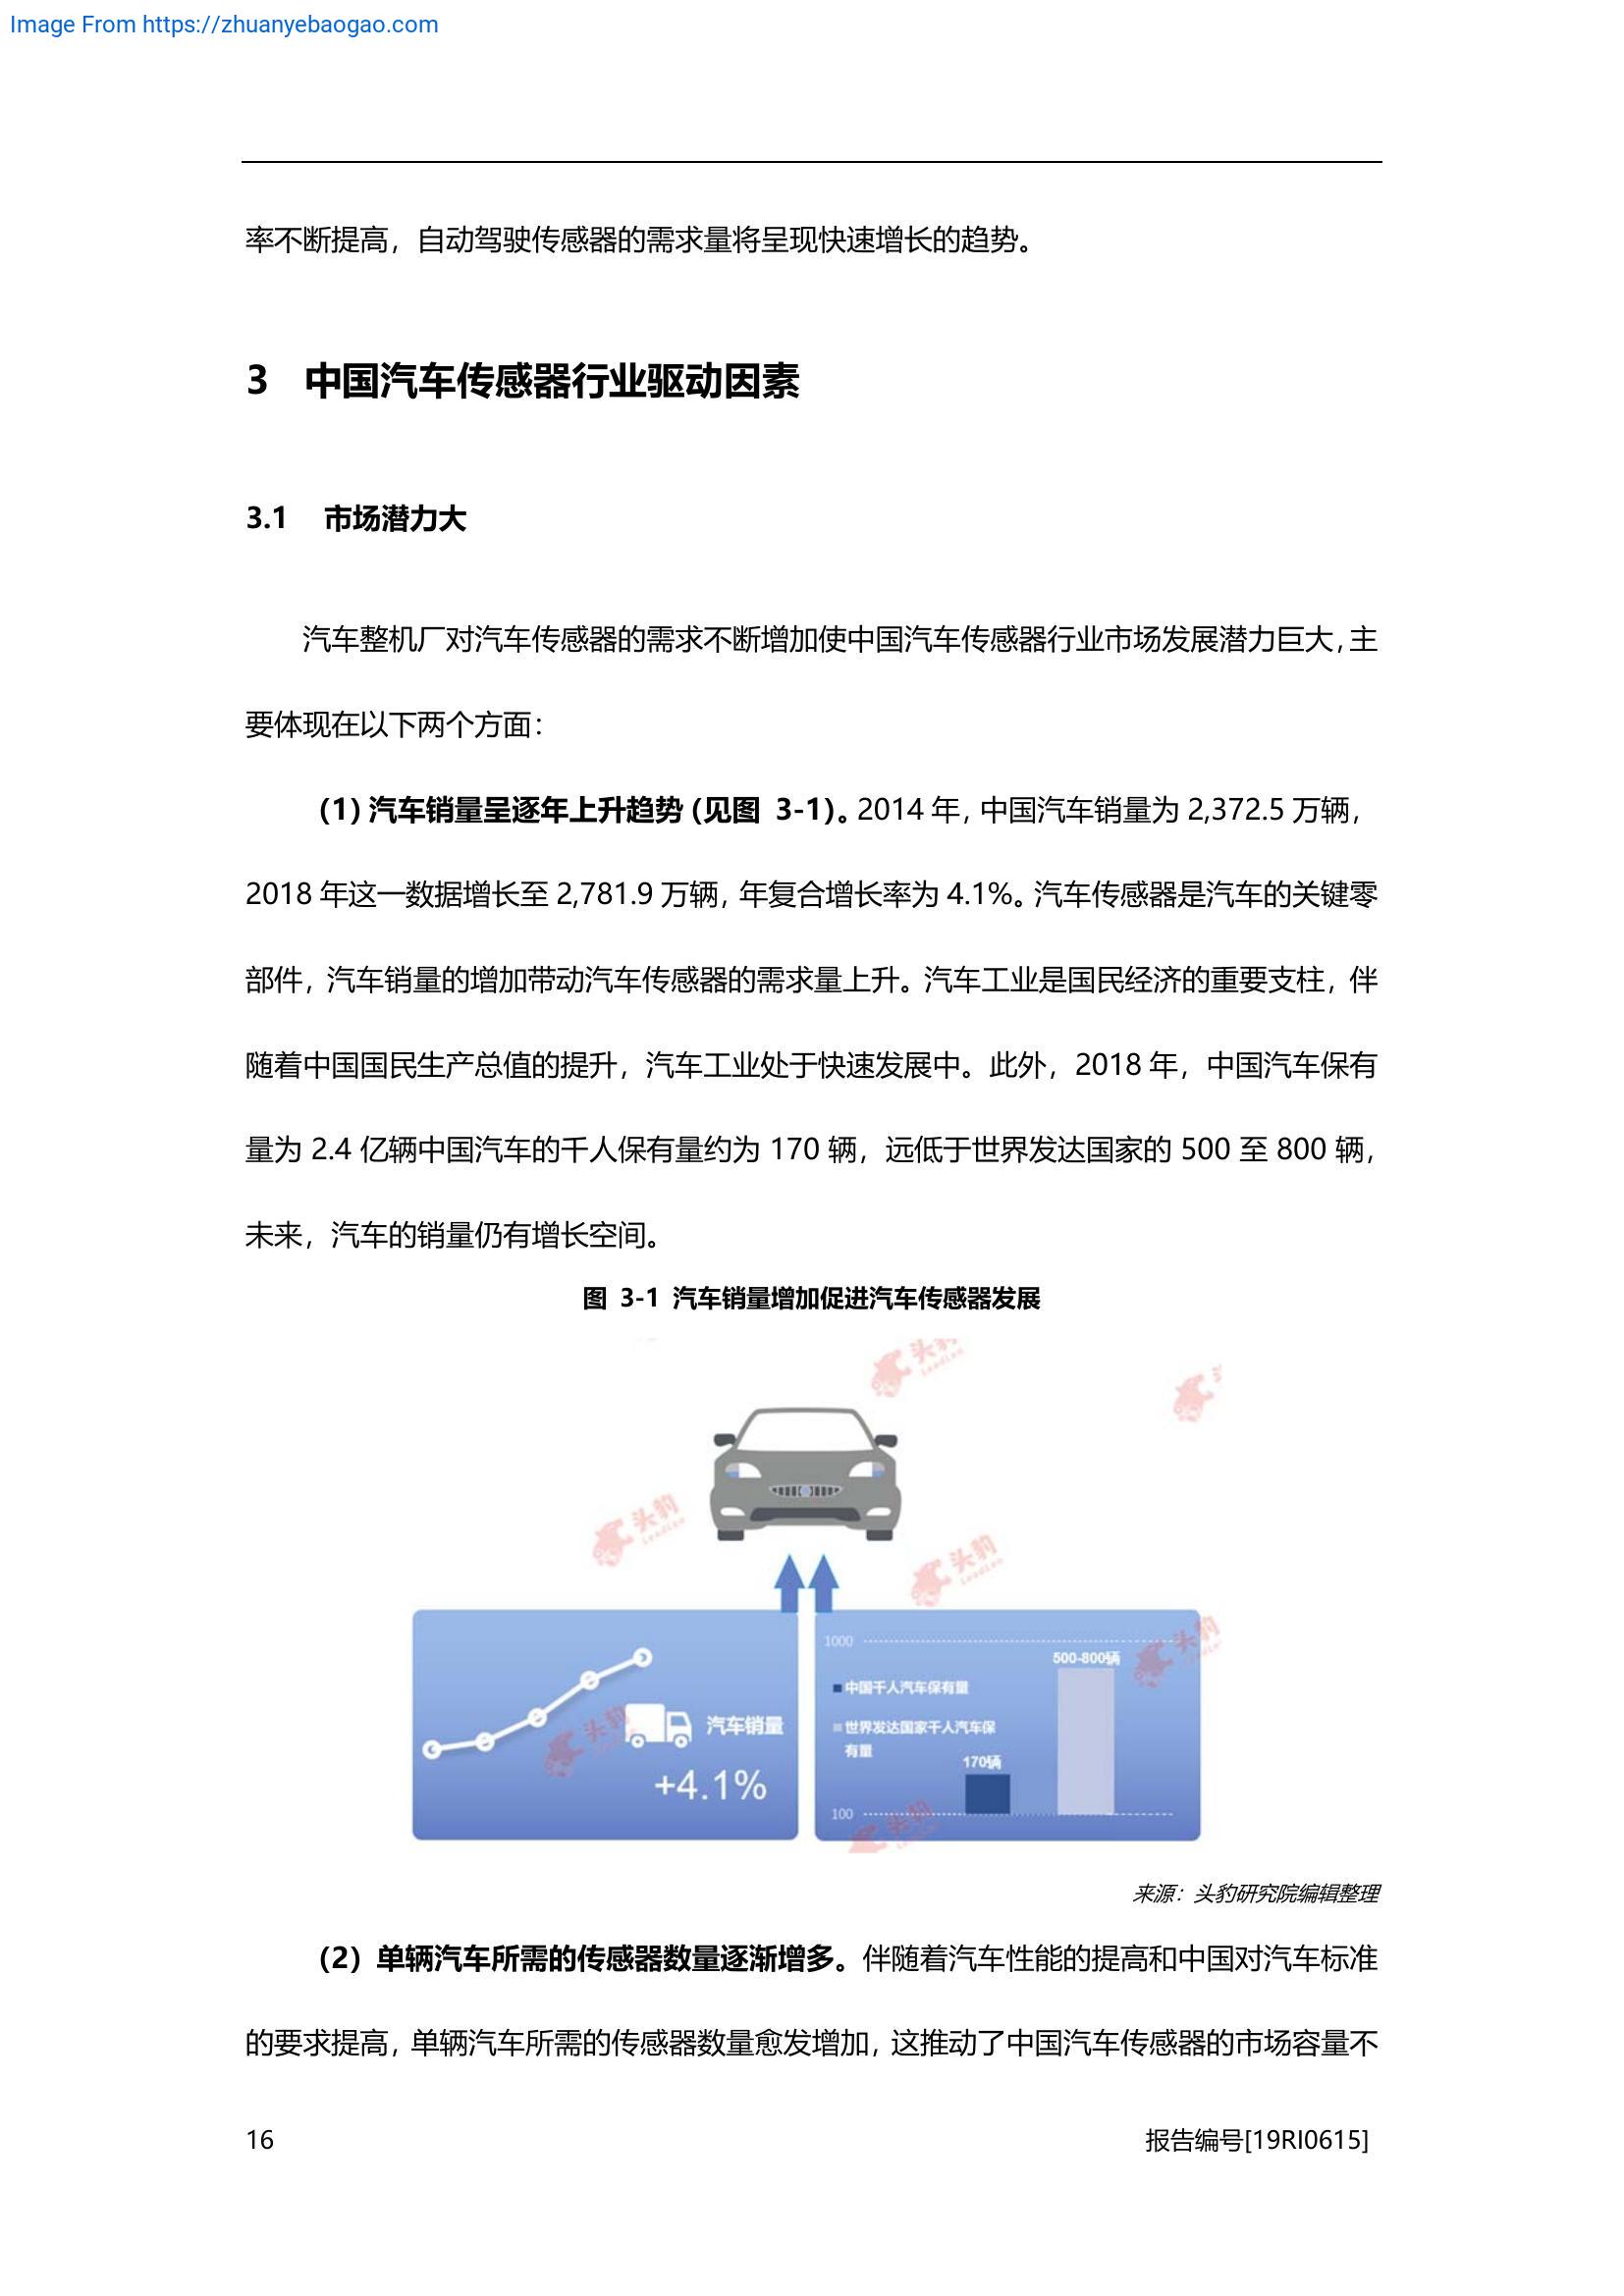 Image From https://zhuanyebaogao.com
率不断提高，自动驾驶传感器的需求量将呈现快速增长的趋势。
3 中国汽车传感器行业驱动因素
3.1 市场潜力大
汽车整机厂对汽车传感器的需求不断增加使中国汽车传感器行业市场发展潜力巨大，主
要体现在以下两个方面：
（1）汽车销量呈逐年上升趋势（见图 3-1）。2014 年，中国汽车销量为 2,372.5 万辆，
2018 年这一数据增长至 2,781.9 万辆，年复合增长率为 4.1%。汽车传感器是汽车的关键零
部件，汽车销量的增加带动汽车传感器的需求量上升。汽车工业是国民经济的重要支柱，伴
随着中国国民生产总值的提升，汽车工业处于快速发展中。此外，2018 年，中国汽车保有
量为 2.4 亿辆中国汽车的千人保有量约为 170 辆，远低于世界发达国家的 500 至 800 辆，
未来，汽车的销量仍有增长空间。
图 3-1 汽车销量增加促进汽车传感器发展
头豹
LeadLeo
头豹
LeadLeo
头豹
LeadLeo
汽车销量
+4.1%
头豹
1000
500-800辆
中国千人汽车保有量
世界发达国家千人汽车保
有量
170辆
100
头豹
头豹
来源：头豹研究院编辑整理
（2）单辆汽车所需的传感器数量逐渐增多。伴随着汽车性能的提高和中国对汽车标准
的要求提高，单辆汽车所需的传感器数量愈发增加，这推动了中国汽车传感器的市场容量不
16
报告编号[19RI0615]